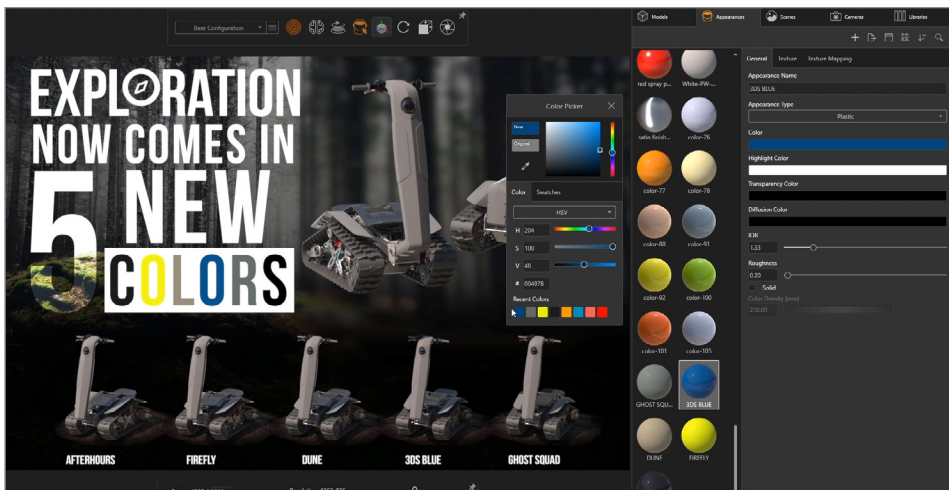 Base Configuration
Models
Appearances
Scenes
Cameras
Libraries
EXPLORATION
NOW COMES IN
5 NEW
COLORS
AFTERHOURS
FIREFLY
DUNE
3DS BLUE
GHOST SQUAD
Color Picker
New
Original
Color
Swatches
HSV
H 204
S 100
V 48
# 00497B
Recent Colors
red spray p...
White-PW-...
satin finish...
color-76
color-77
color-78
color-88
color-91
color-92
color-100
color-101
color-105
GHOST SQU...
3DS BLUE
DUNE
FIREFLY
General
Texture
Texture Mapping
Appearance Name
3DS BLUE
Appearance Type
Plastic
Color
Highlight Color
Transparency Color
Diffusion Color
IOR
1.33
Roughness
0.20
Solid
Color Density (mm)
250.00